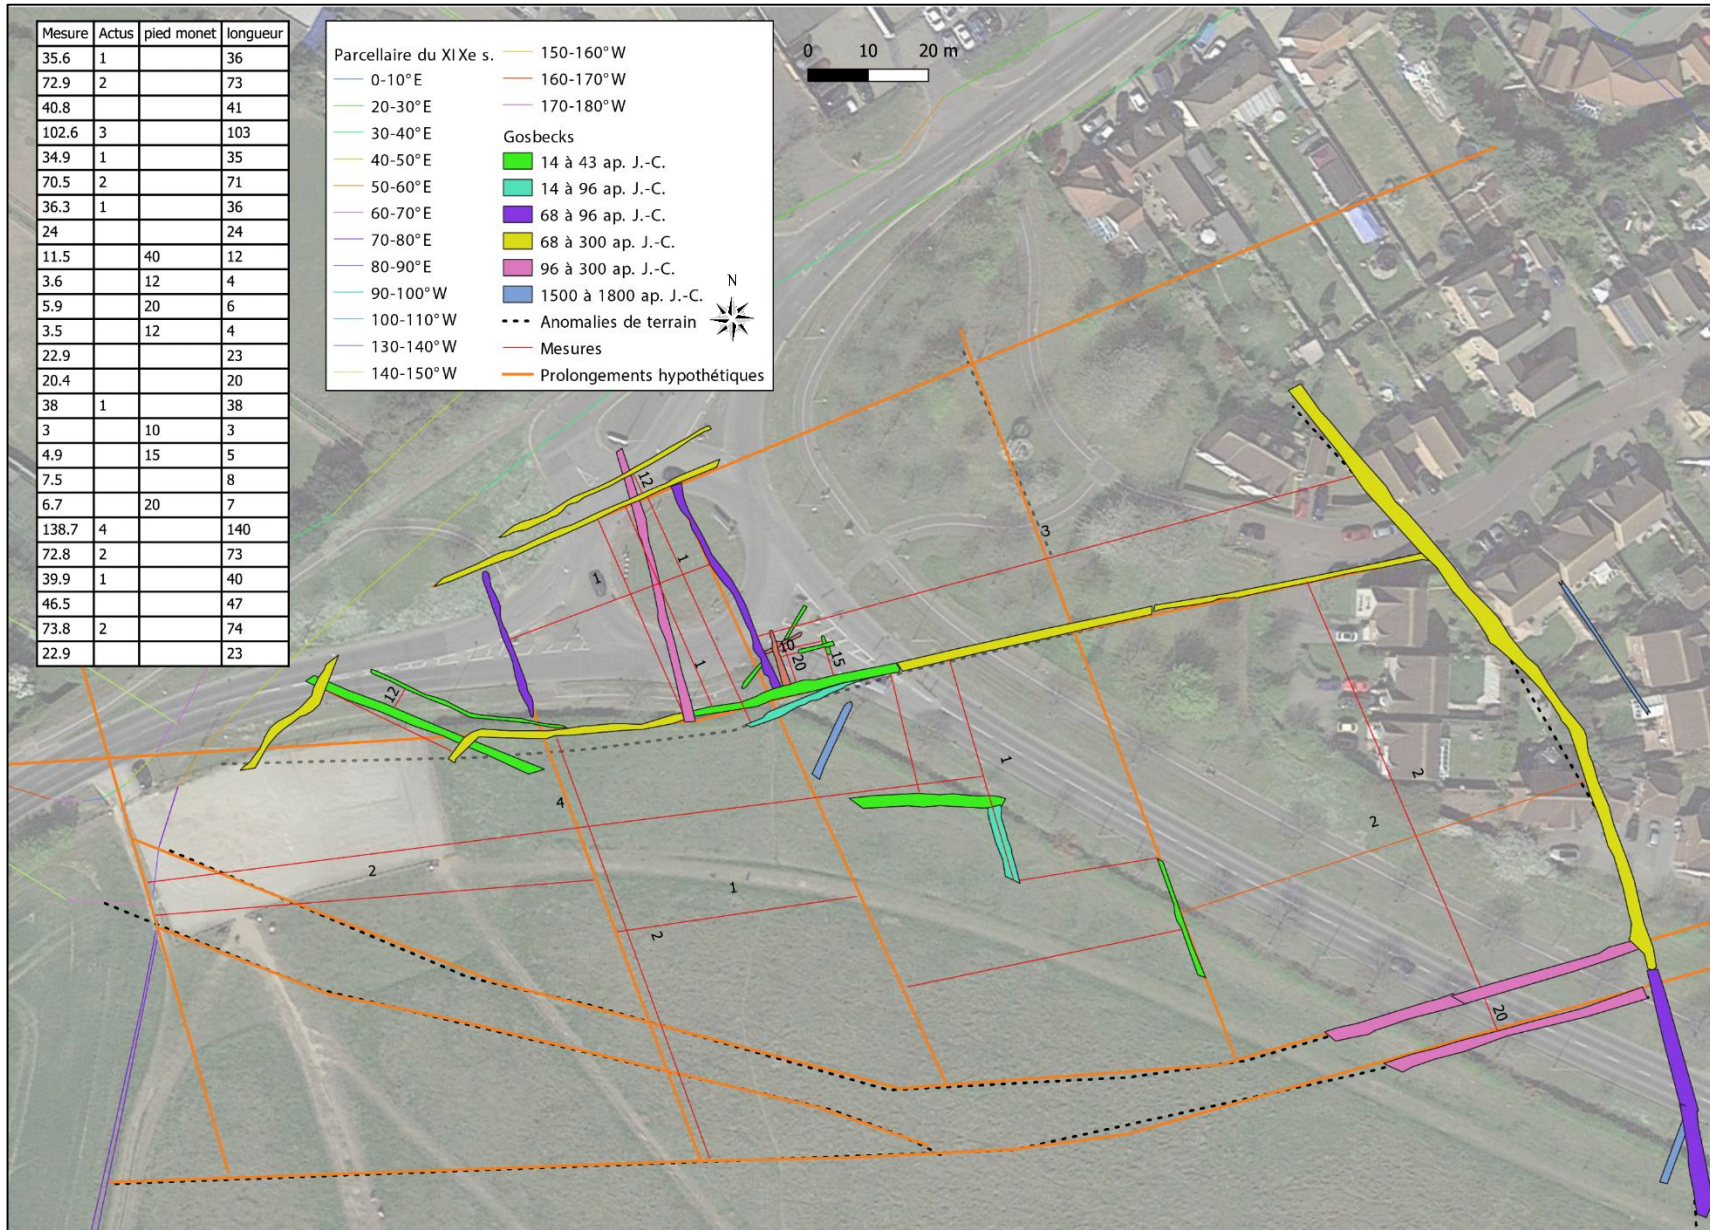 Mesure Actus pied monet longueur
35.6 1 36
72.9 2 73
40.8 41
102.6 3 103
34.9 1 35
70.5 2 71
36.3 1 36
24 24
11.5 40 12
3.6 12 4
5.9 20 6
3.5 12 4
22.9 23
20.4 20
38 1 38
3 10 3
4.9 15 5
7.5 8
6.7 20 7
138.7 4 140
72.8 2 73
39.9 1 40
46.5 47
73.8 2 74
22.9 23
Parcellaire du XIXe s.
0-10°E
20-30°E
30-40°E
40-50°E
50-60°E
60-70°E
70-80°E
80-90°E
90-100°W
100-110°W
130-140°W
140-150°W
150-160°W
160-170°W
170-180°W
Gosbecks
14 à 43 ap. J.-C.
14 à 96 ap. J.-C.
68 à 96 ap. J.-C.
68 à 300 ap. J.-C.
96 à 300 ap. J.-C.
1500 à 1800 ap. J.-C.
Anomalies de terrain
Mesures
Prolongements hypothétiques
N
0 10 20 m
12
3
1
1
1
10
20
15
12
1
2
4
2
2
1
2
20